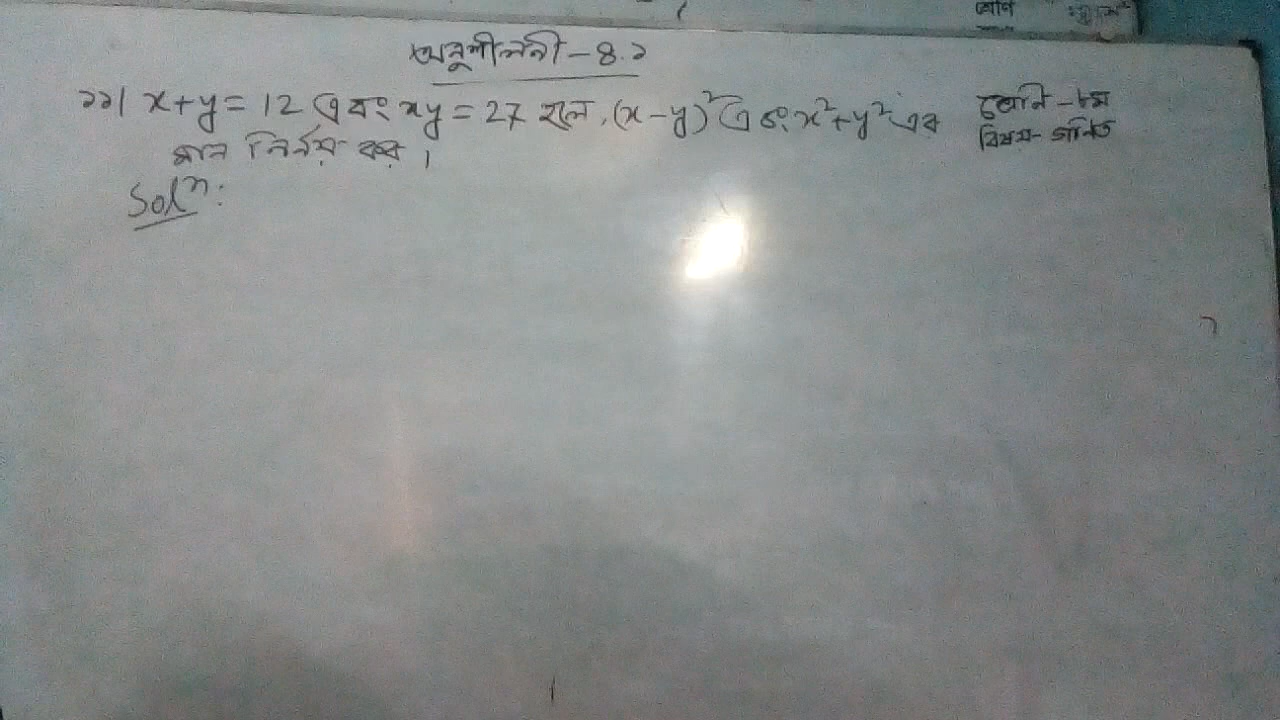 শ্রেণি
অনুশীলনী - ৪.১
১১। x + y = 12 এবং xy = 27 হলে, (x - y)² এবং x² + y² এর
মান নির্ণয় কর।
শ্রেণি - ৮ম
বিষয় - গণিত
Solⁿ: